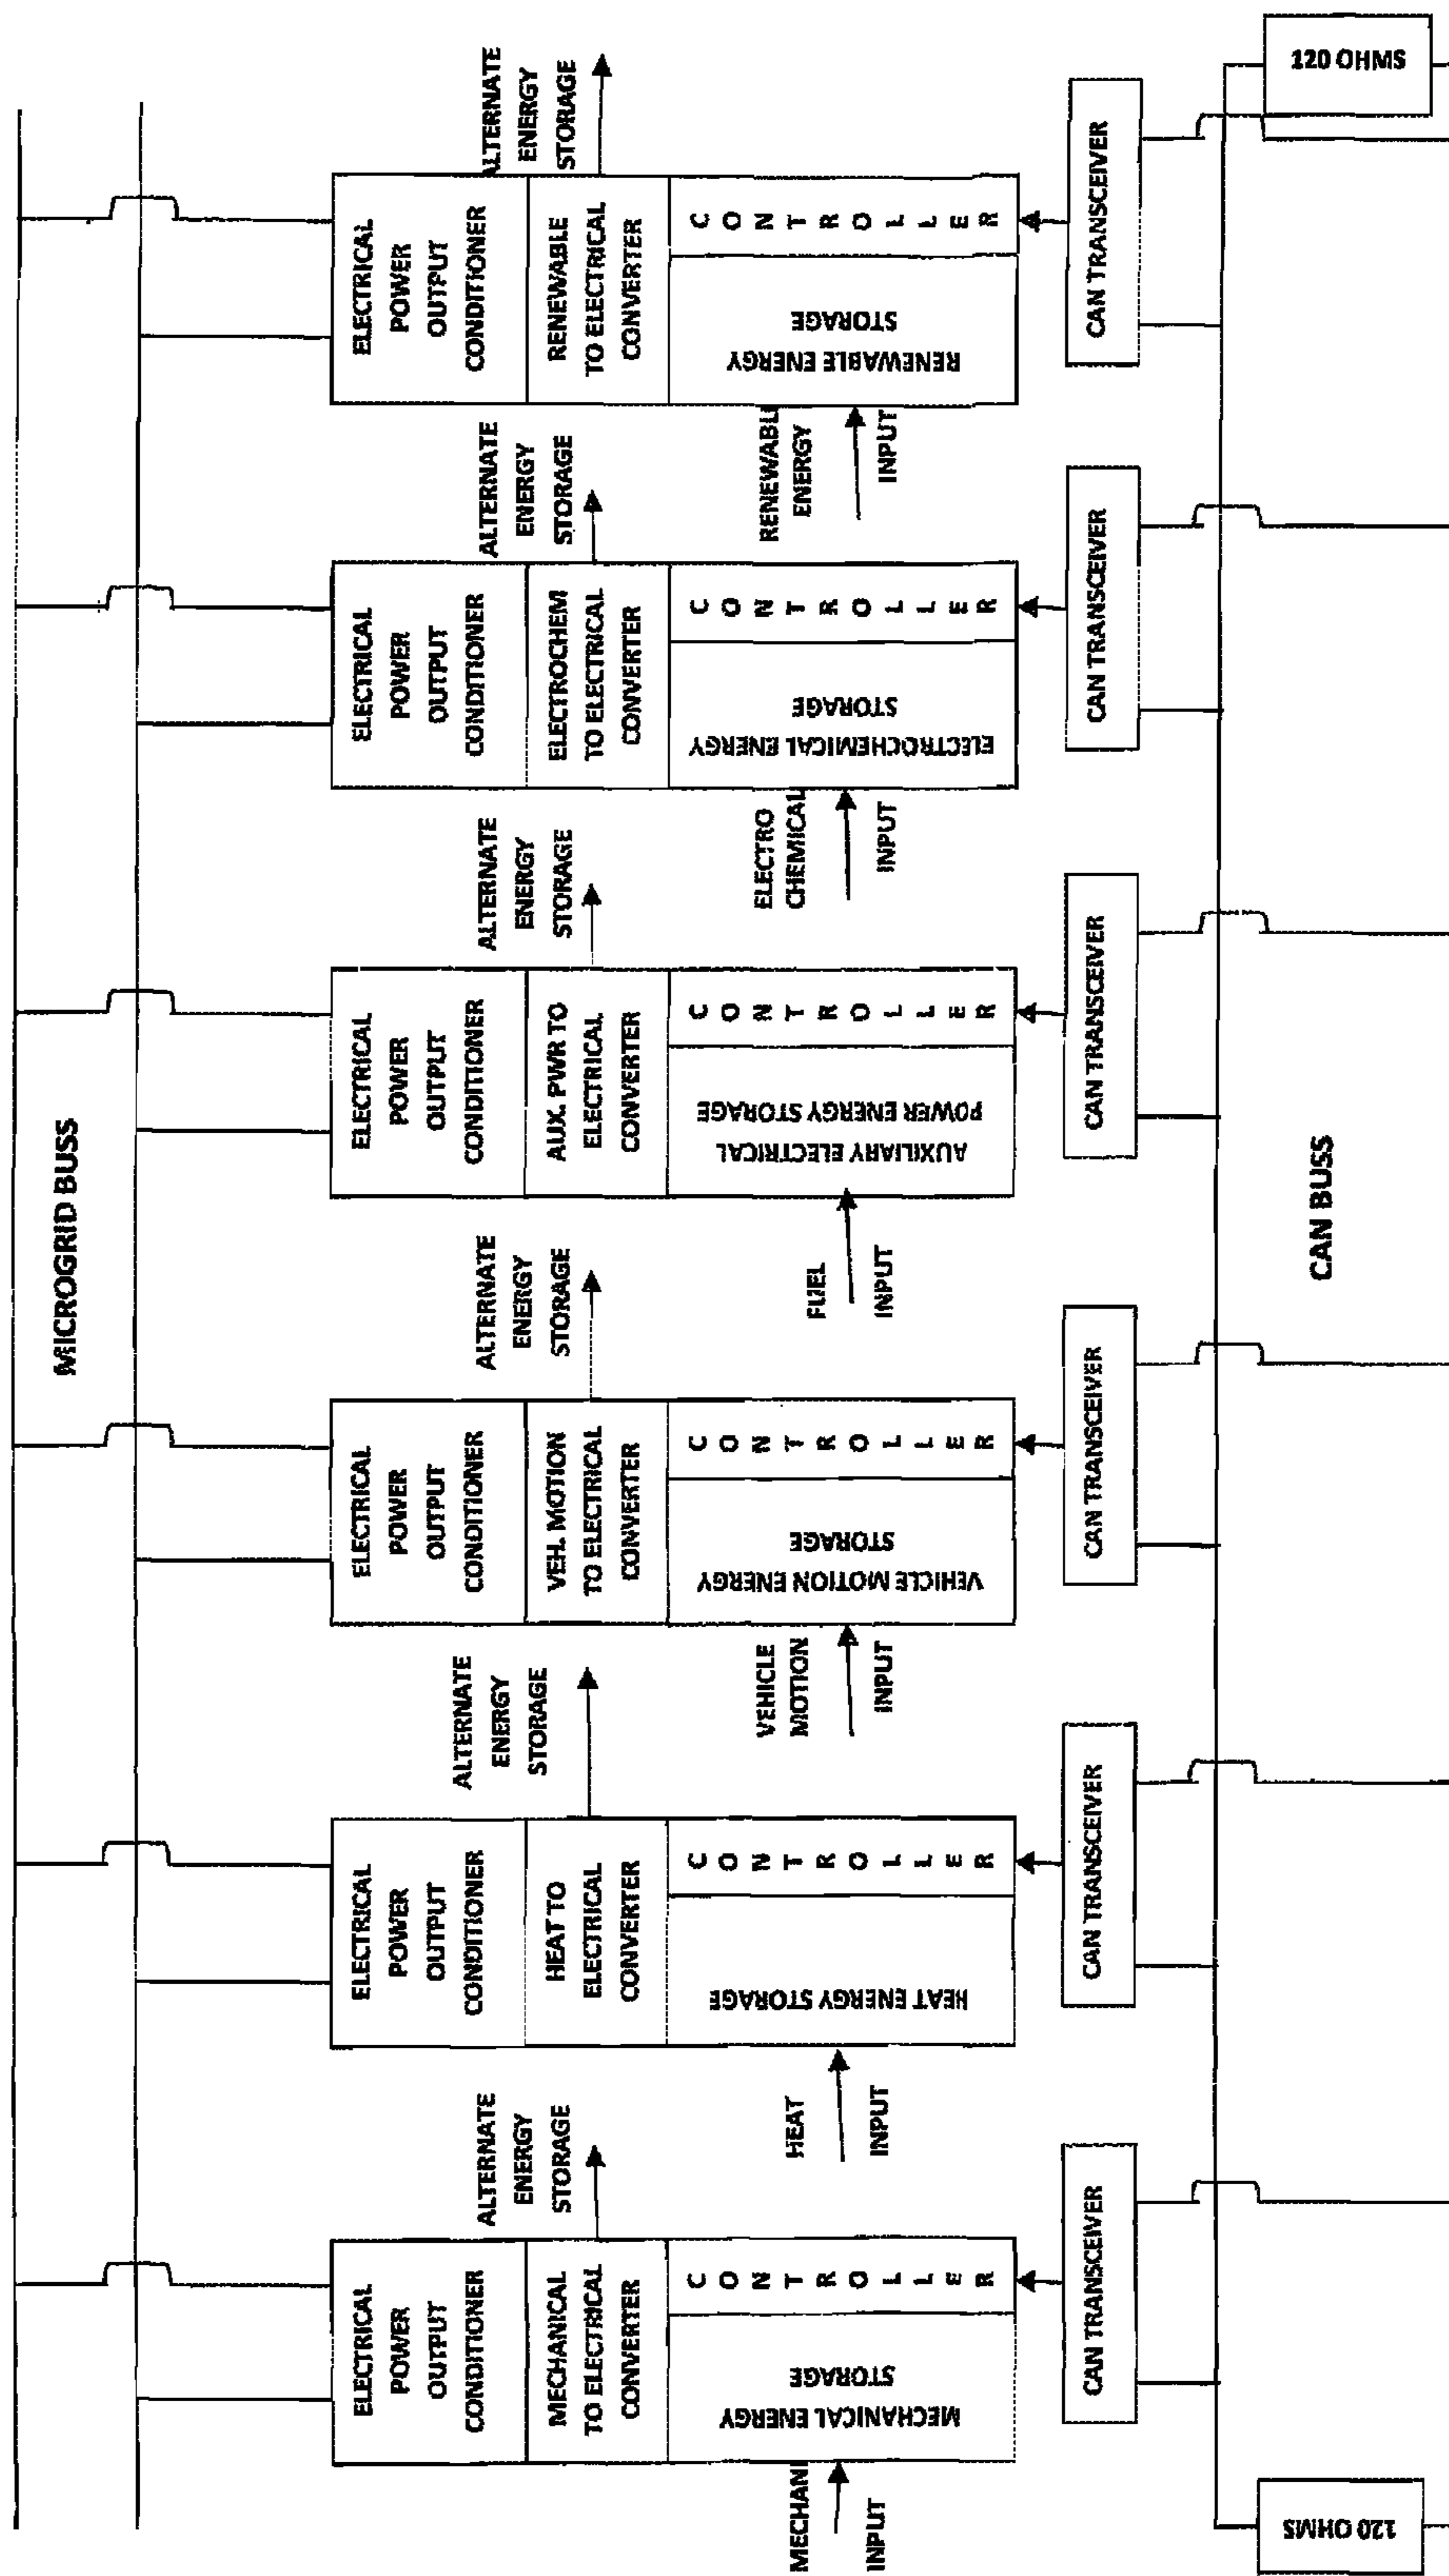 MICROGRID BUSS
ELECTRICAL
POWER
OUTPUT
CONDITIONER
MECHANICAL
TO ELECTRICAL
CONVERTER
MECHANICAL ENERGY
STORAGE
CONTROLLER
MECHANI
INPUT
ALTERNATE
ENERGY
STORAGE
CAN TRANSCEIVER
ELECTRICAL
POWER
OUTPUT
CONDITIONER
HEAT TO
ELECTRICAL
CONVERTER
HEAT ENERGY STORAGE
CONTROLLER
HEAT
INPUT
ALTERNATE
ENERGY
STORAGE
CAN TRANSCEIVER
ELECTRICAL
POWER
OUTPUT
CONDITIONER
VEH. MOTION
TO ELECTRICAL
CONVERTER
VEHICLE MOTION ENERGY
STORAGE
CONTROLLER
VEHICLE
MOTION
INPUT
ALTERNATE
ENERGY
STORAGE
CAN TRANSCEIVER
ELECTRICAL
POWER
OUTPUT
CONDITIONER
AUX. PWR TO
ELECTRICAL
CONVERTER
AUXILIARY ELECTRICAL
POWER ENERGY STORAGE
CONTROLLER
FUEL
INPUT
ALTERNATE
ENERGY
STORAGE
CAN TRANSCEIVER
ELECTRICAL
POWER
OUTPUT
CONDITIONER
ELECTROCHEM
TO ELECTRICAL
CONVERTER
ELECTROCHEMICAL ENERGY
STORAGE
CONTROLLER
ELECTRO
CHEMICAL
INPUT
ALTERNATE
ENERGY
STORAGE
CAN TRANSCEIVER
ELECTRICAL
POWER
OUTPUT
CONDITIONER
RENEWABLE
TO ELECTRICAL
CONVERTER
RENEWABLE ENERGY
STORAGE
CONTROLLER
RENEWABL
ENERGY
INPUT
ALTERNATE
ENERGY
STORAGE
CAN TRANSCEIVER
120 OHMS
CAN BUSS
120 OHMS